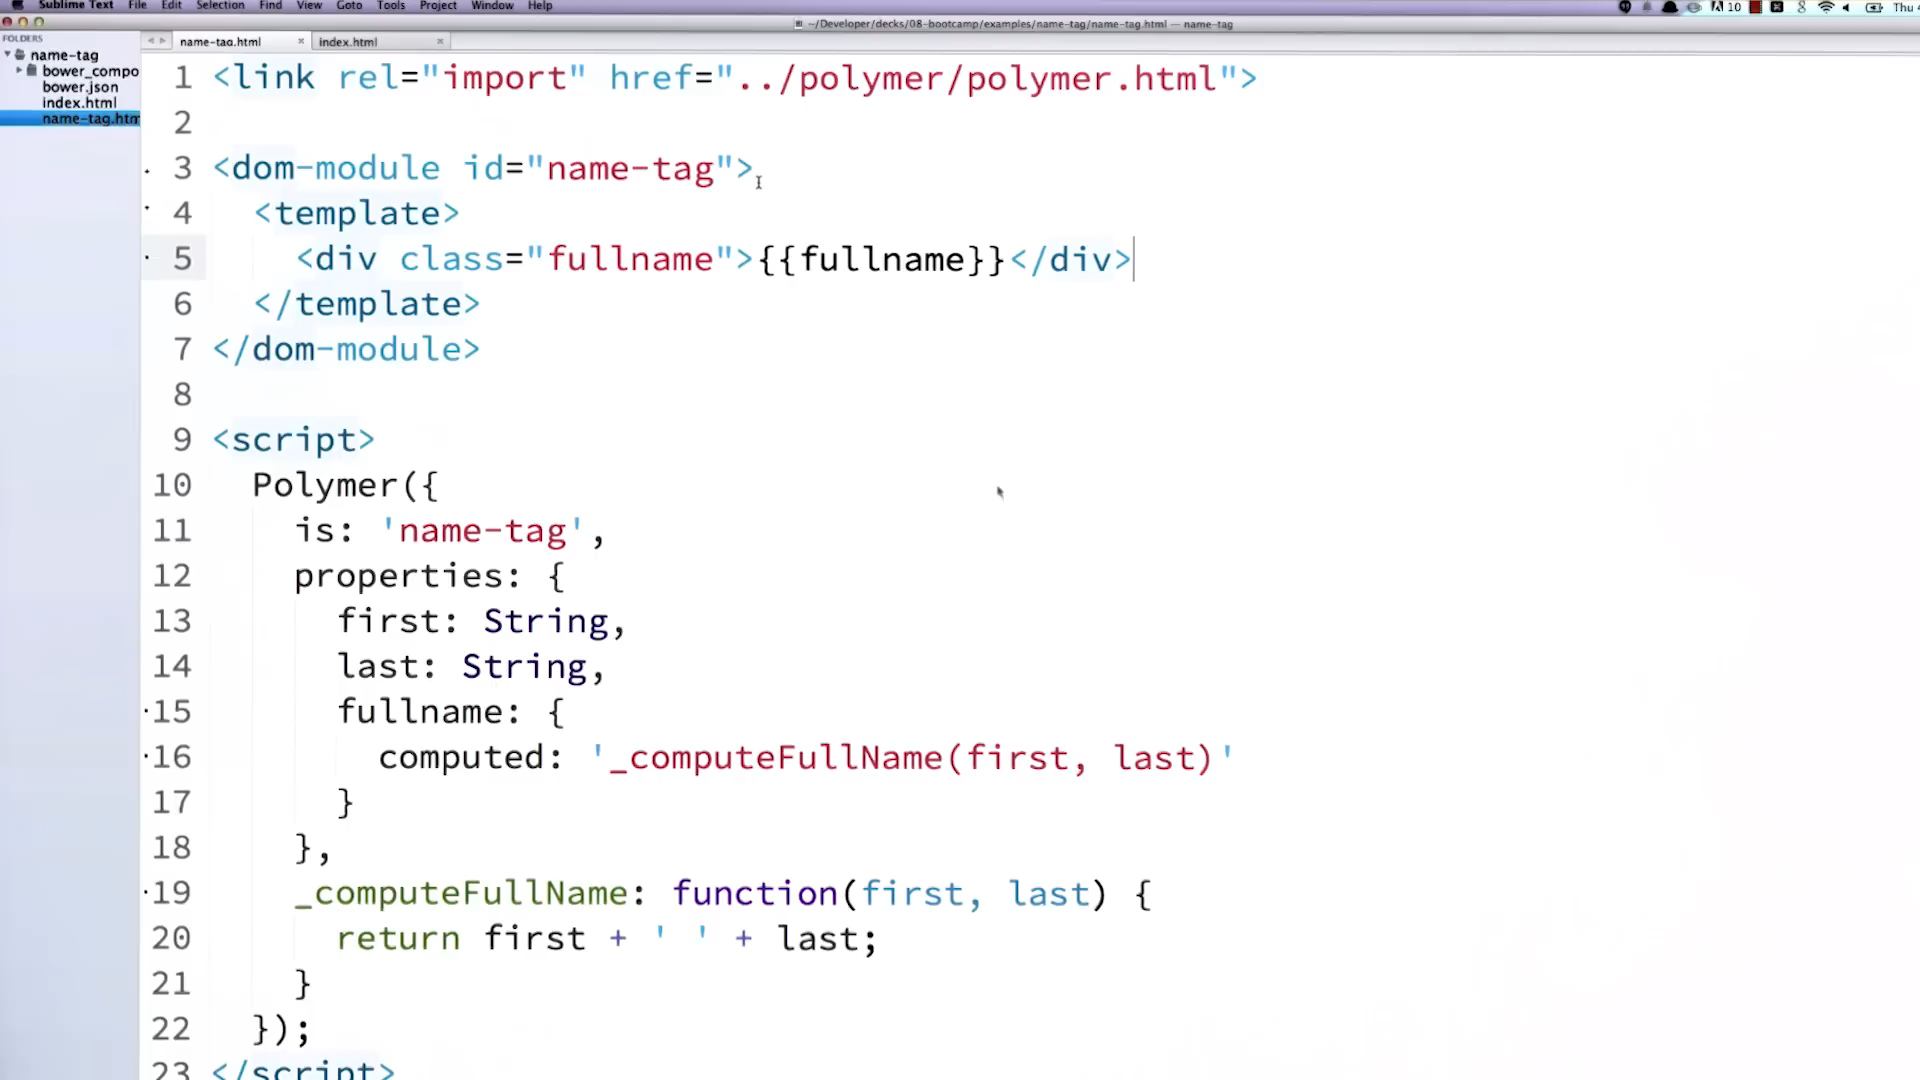 Sublime Text File Edit Selection Find View Goto Tools Project Window Help
10 Thu
~/Developer/decks/08-bootcamp/examples/name-tag/name-tag.html — name-tag
FOLDERS
name-tag
bower_compo
bower.json
index.html
name-tag.htm
name-tag.html × index.html ×
1 <link rel="import" href="../polymer/polymer.html">
2
3 <dom-module id="name-tag">
4 <template>
5 <div class="fullname">{{fullname}}</div>
6 </template>
7 </dom-module>
8
9 <script>
10 Polymer({
11 is: 'name-tag',
12 properties: {
13 first: String,
14 last: String,
15 fullname: {
16 computed: '_computeFullName(first, last)'
17 }
18 },
19 _computeFullName: function(first, last) {
20 return first + ' ' + last;
21 }
22 });
23 </script>